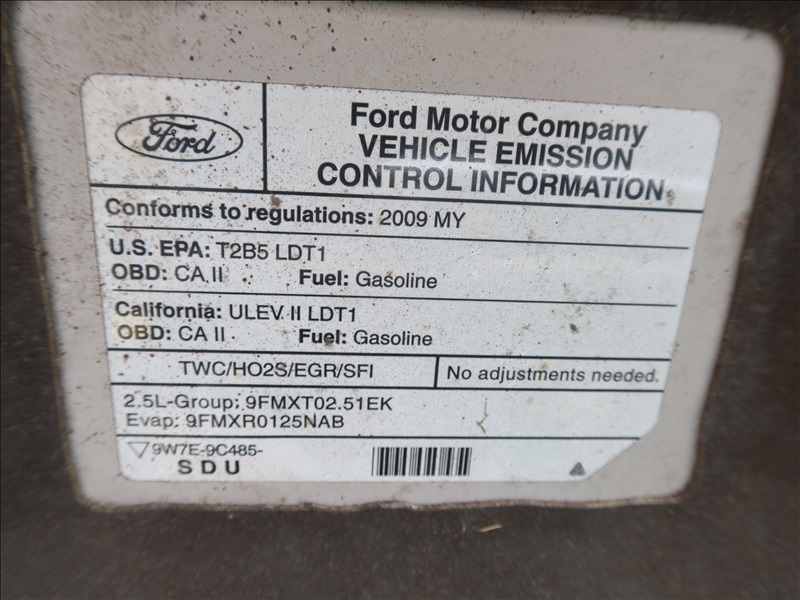 Ford
Ford Motor Company
VEHICLE EMISSION
CONTROL INFORMATION
Conforms to regulations: 2009 MY
U.S. EPA: T2B5 LDT1
OBD: CA II Fuel: Gasoline
California: ULEV II LDT1
OBD: CA II Fuel: Gasoline
TWC/HO2S/EGR/SFI No adjustments needed.
2.5L-Group: 9FMXT02.51EK
Evap: 9FMXR0125NAB
9W7E-9C485-
SDU